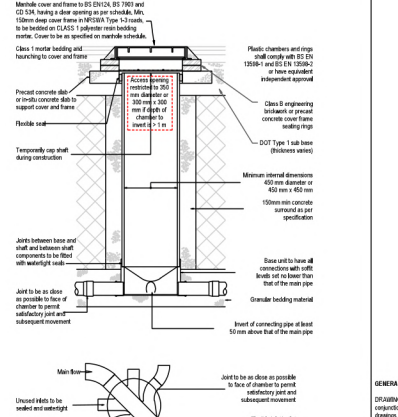 Manhole cover and frame to BS EN124, BS 7903 and
CD 534, having a clear opening as per schedule, Min,
150mm deep cover frame in NRSWA Type 1-3 roads,
to be bedded on CLASS 1 polyester resin bedding
mortar. Cover to be as specified on manhole schedule.
Class 1 mortar bedding and
haunching to cover and frame
Precast concrete slab
or in-situ concrete slab to
support cover and frame
Flexible seal
Temporarily cap shaft
during construction
Joints between base and
shaft and between shaft
components to be fitted
with watertight seals
Joint to be as close
as possible to face of
chamber to permit
satisfactory joint and
subsequent movement
Access opening
restricted to 350
mm diameter or
300 mm x 300
mm if depth of
chamber to
invert is > 1 m
Plastic chambers and rings
shall comply with BS EN
13598-1 and BS EN 13598-2
or have equivalent
independent approval
Class B engineering
brickwork or precast
concrete cover frame
seating rings
DOT Type 1 sub base
(thickness varies)
Minimum internal dimensions
450 mm diameter or
450 mm x 450 mm
150mm min concrete
surround as per
specification
Base unit to have all
connections with soffit
levels set no lower than
that of the main pipe
Granular bedding material
Invert of connecting pipe at least
50 mm above that of the main pipe
Main flow
Unused inlets to be
sealed and watertight
Joint to be as close as possible
to face of chamber to permit
satisfactory joint and
subsequent movement
GENERA
DRAWIN
conjunctio
drawings